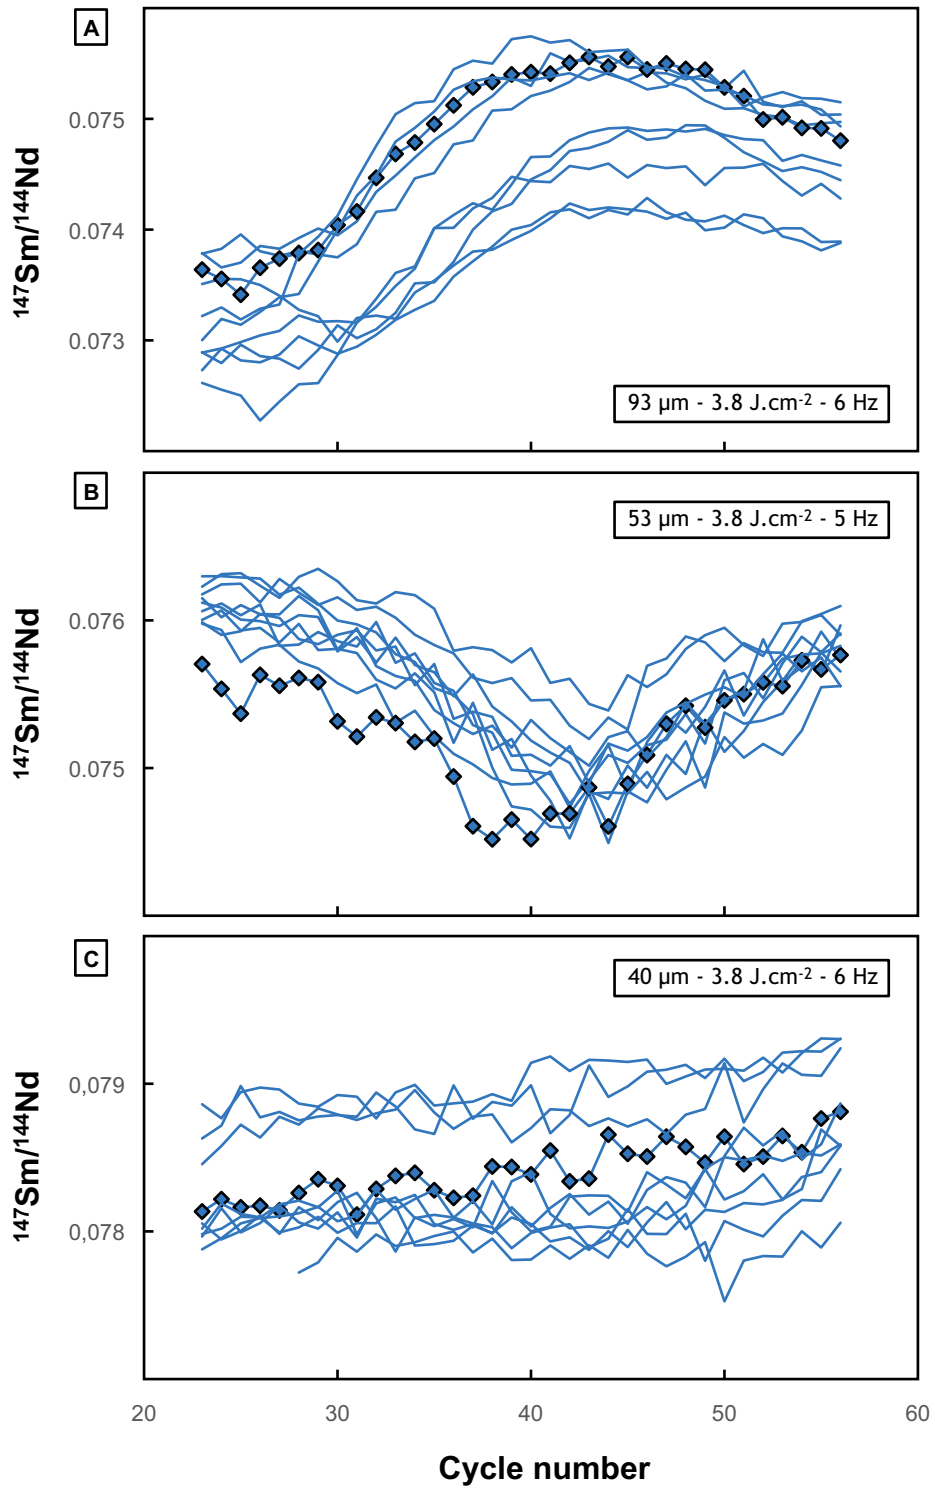 A
0.075
0.074
0.073
¹⁴⁷Sm/¹⁴⁴Nd
93 µm - 3.8 J.cm⁻² - 6 Hz
B
53 µm - 3.8 J.cm⁻² - 5 Hz
0.076
0.075
¹⁴⁷Sm/¹⁴⁴Nd
C
40 µm - 3.8 J.cm⁻² - 6 Hz
0,079
0,078
¹⁴⁷Sm/¹⁴⁴Nd
20 30 40 50 60
Cycle number